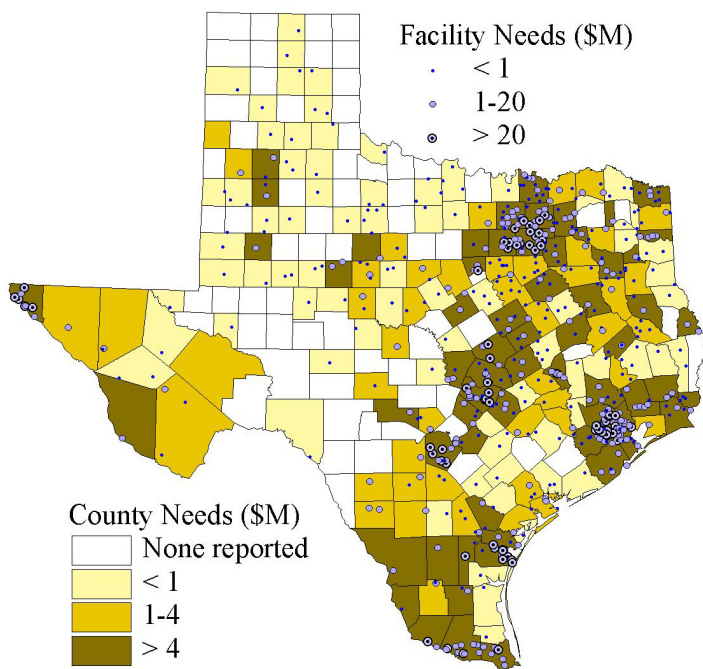 Facility Needs ($M)
< 1
1-20
> 20
County Needs ($M)
None reported
< 1
1-4
> 4